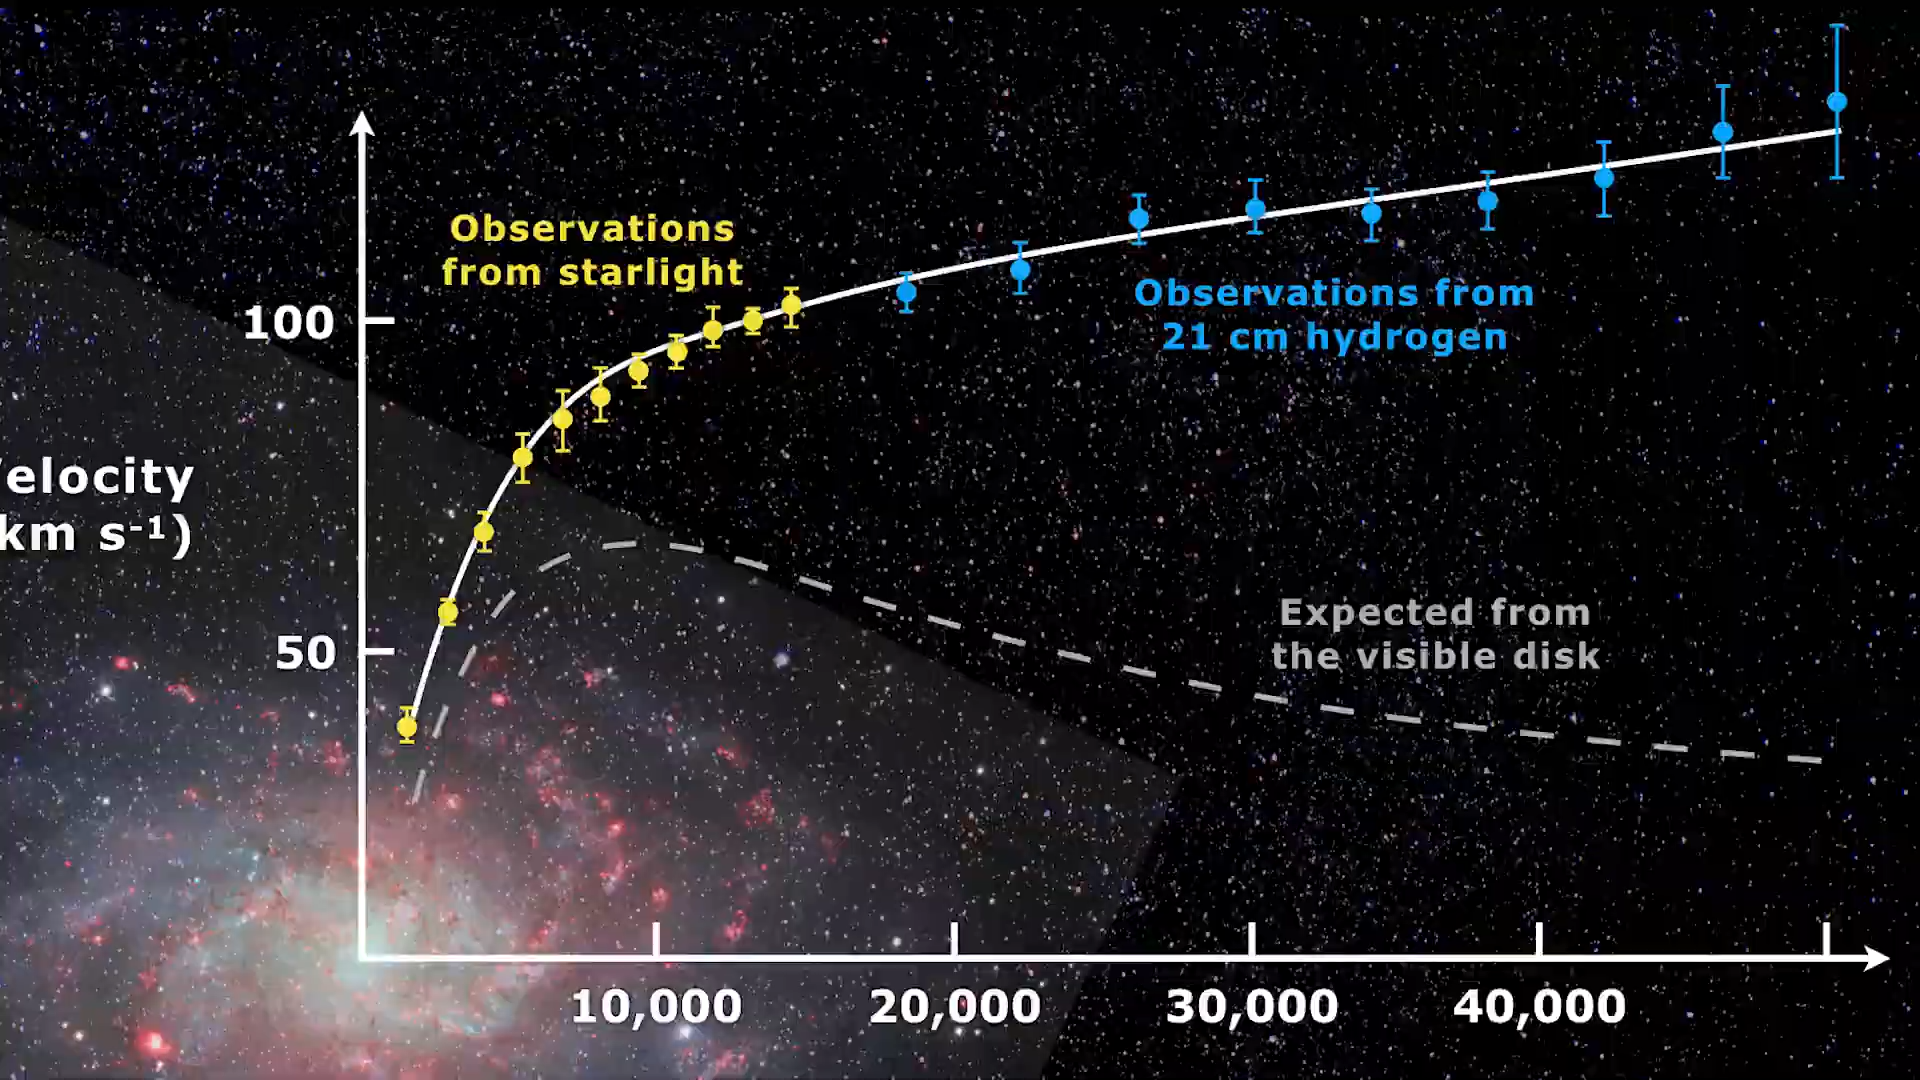 Observations
from starlight
100
Observations from
21 cm hydrogen
elocity
km s-1)
Expected from
the visible disk
50
10,000
20,000
30,000
40,000